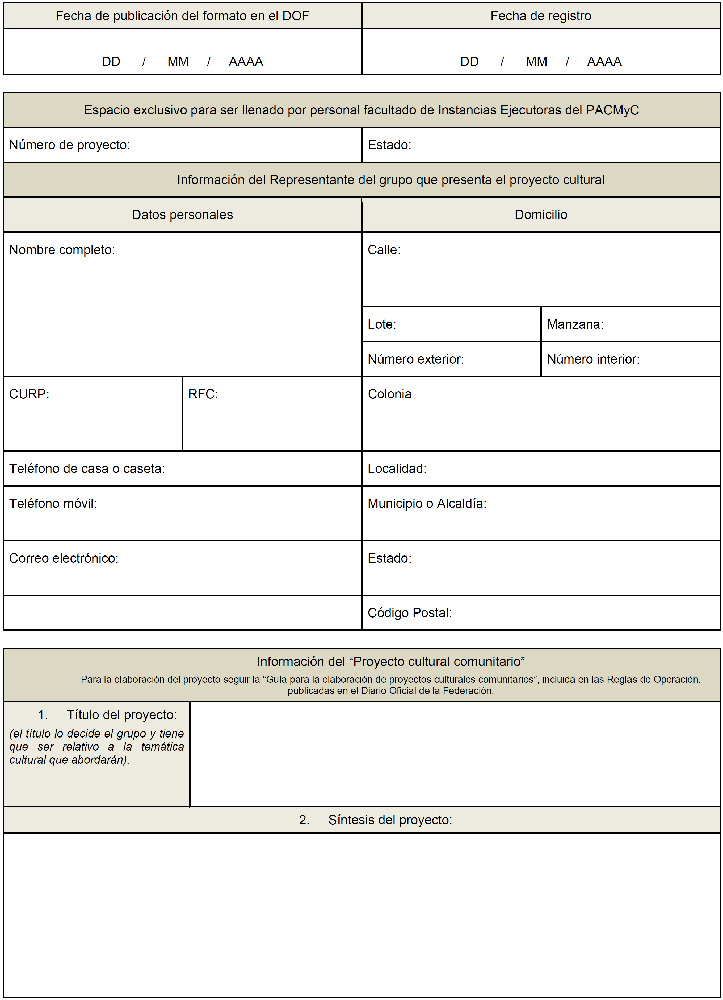 Fecha de publicación del formato en el DOF
Fecha de registro
DD / MM / AAAA
DD / MM / AAAA
Espacio exclusivo para ser llenado por personal facultado de Instancias Ejecutoras del PACMyC
Número de proyecto:
Estado:
Información del Representante del grupo que presenta el proyecto cultural
Datos personales
Domicilio
Nombre completo:
Calle:
Lote:
Manzana:
Número exterior:
Número interior:
CURP:
RFC:
Colonia
Teléfono de casa o caseta:
Localidad:
Teléfono móvil:
Municipio o Alcaldía:
Correo electrónico:
Estado:
Código Postal:
Información del “Proyecto cultural comunitario”
Para la elaboración del proyecto seguir la “Guía para la elaboración de proyectos culturales comunitarios”, incluida en las Reglas de Operación,
publicadas en el Diario Oficial de la Federación.
1. Título del proyecto:
(el título lo decide el grupo y tiene
que ser relativo a la temática
cultural que abordarán).
2. Síntesis del proyecto: